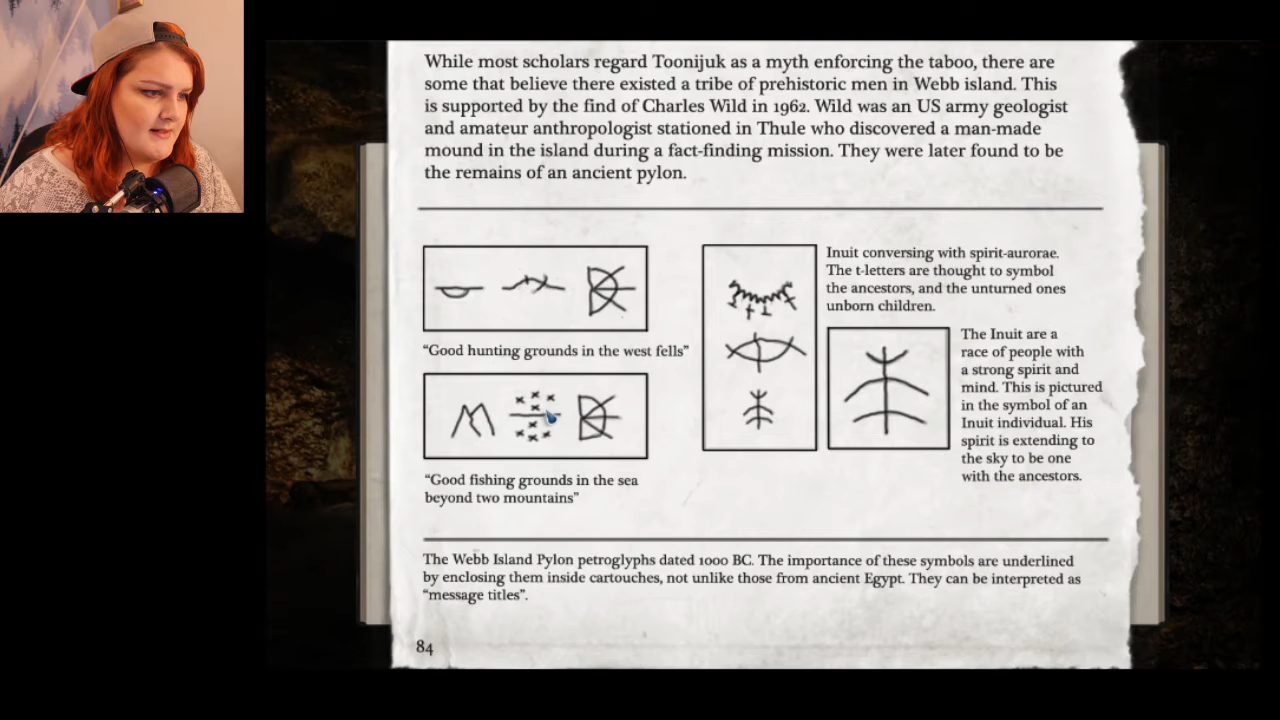 While most scholars regard Toonijuk as a myth enforcing the taboo, there are
some that believe there existed a tribe of prehistoric men in Webb island. This
is supported by the find of Charles Wild in 1962. Wild was an US army geologist
and amateur anthropologist stationed in Thule who discovered a man-made
mound in the island during a fact-finding mission. They were later found to be
the remains of an ancient pylon.
"Good hunting grounds in the west fells"
"Good fishing grounds in the sea
beyond two mountains"
Inuit conversing with spirit-aurorae.
The t-letters are thought to symbol
the ancestors, and the unturned ones
unborn children.
The Inuit are a
race of people with
a strong spirit and
mind. This is pictured
in the symbol of an
Inuit individual. His
spirit is extending to
the sky to be one
with the ancestors.
The Webb Island Pylon petroglyphs dated 1000 BC. The importance of these symbols are underlined
by enclosing them inside cartouches, not unlike those from ancient Egypt. They can be interpreted as
"message titles".
84